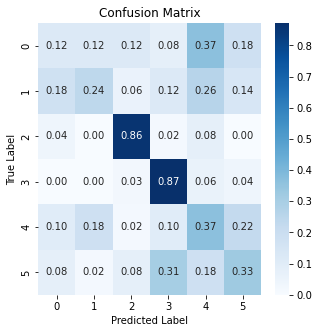 Confusion Matrix
0.12 0.12 0.12 0.08 0.37 0.18 0
0.18 0.24 0.06 0.12 0.26 0.14 1
0.04 0.00 0.86 0.02 0.08 0.00 2
0.00 0.00 0.03 0.87 0.06 0.04 3
0.10 0.18 0.02 0.10 0.37 0.22 4
0.08 0.02 0.08 0.31 0.18 0.33 5
0 1 2 3 4 5
Predicted Label
True Label
0.8
0.7
0.6
0.5
0.4
0.3
0.2
0.1
0.0